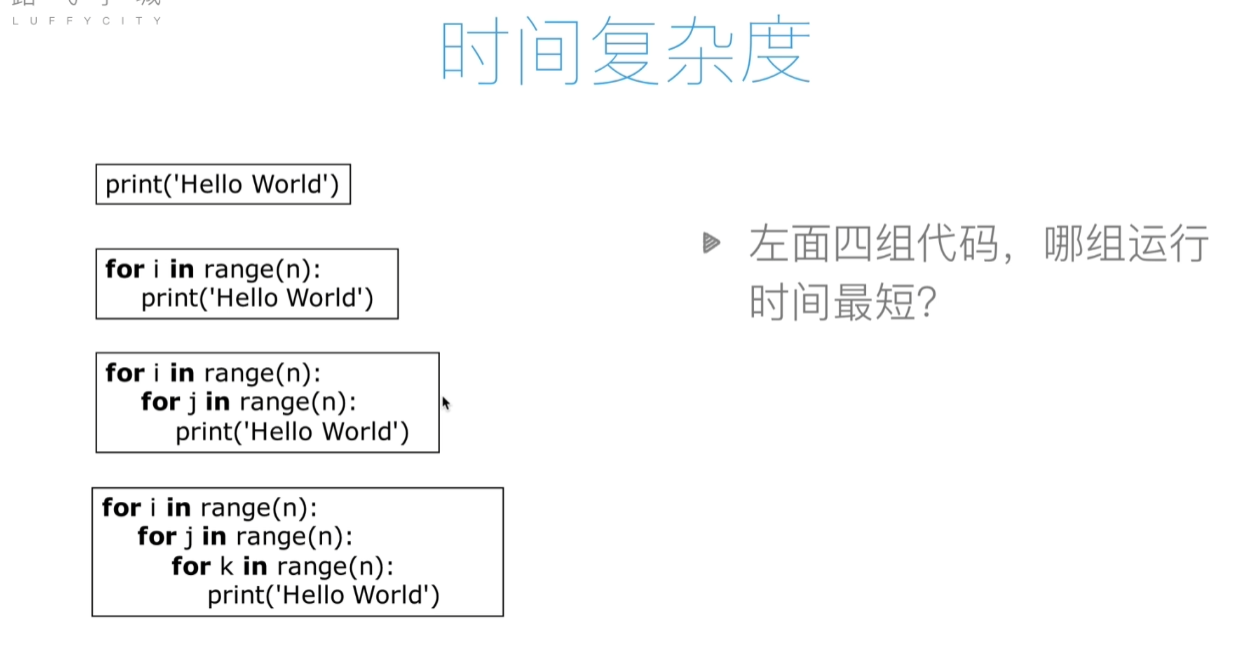 LUFFYCITY
时间复杂度
print('Hello World')
for i in range(n):
print('Hello World')
for i in range(n):
for j in range(n):
print('Hello World')
for i in range(n):
for j in range(n):
for k in range(n):
print('Hello World')
左面四组代码，哪组运行
时间最短？